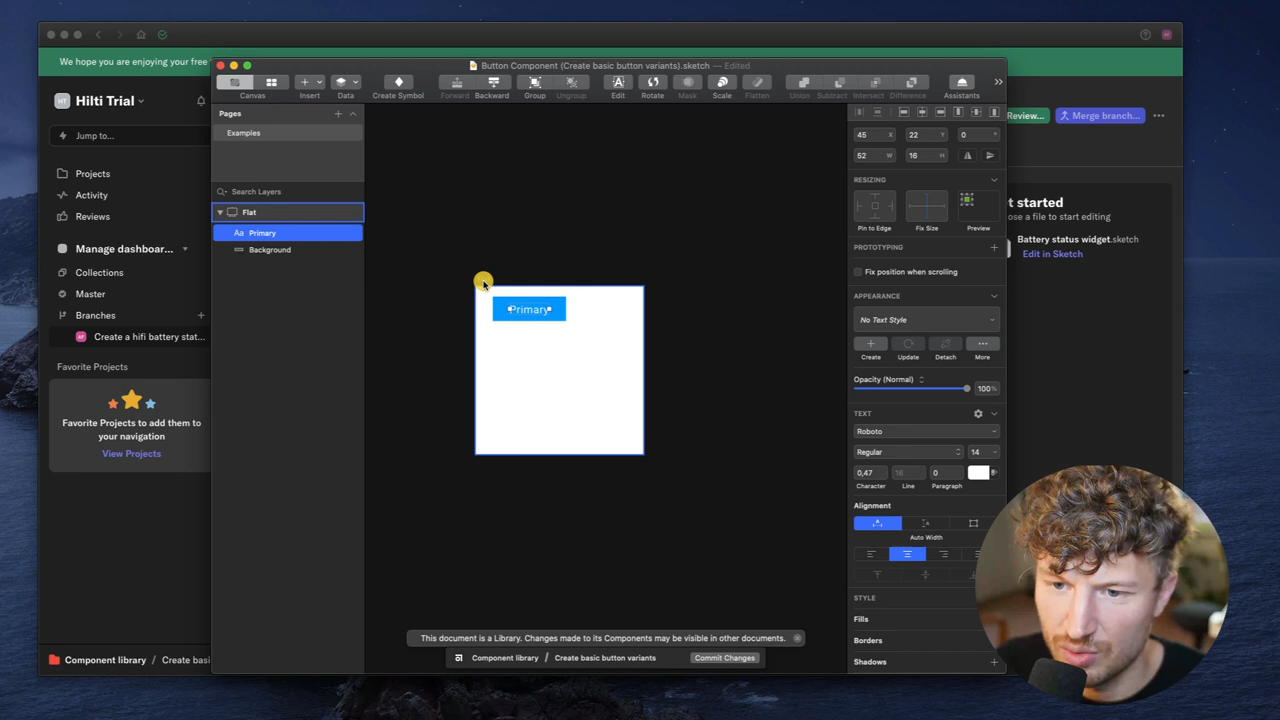 We hope you are enjoying your free
HT Hilti Trial
Jump to...
Projects
Activity
Reviews
Manage dashboar...
Collections
Master
Branches
Create a hifi battery stat...
Favorite Projects
Favorite Projects to add them to
your navigation
View Projects
Component library / Create basi
Button Component (Create basic button variants).sketch — Edited
Canvas
Insert
Data
Create Symbol
Forward
Backward
Group
Ungroup
Edit
Rotate
Mask
Scale
Flatten
Union
Subtract
Intersect
Difference
Assistants
Pages
Examples
Search Layers
Flat
Aa Primary
Background
Primary
This document is a Library. Changes made to its Components may be visible in other documents.
Component library / Create basic button variants
Commit Changes
45 X 22 Y 0 °
52 W 16 H
RESIZING
Pin to Edge
Fix Size
Preview
PROTOTYPING
Fix position when scrolling
APPEARANCE
No Text Style
Create
Update
Detach
More
Opacity (Normal)
100%
TEXT
Roboto
Regular
14
0,47 16 0
Character Line Paragraph
Alignment
Auto Width
STYLE
Fills
Borders
Shadows
Review...
Merge branch...
t started
ose a file to start editing
Battery status widget.sketch
Edit in Sketch